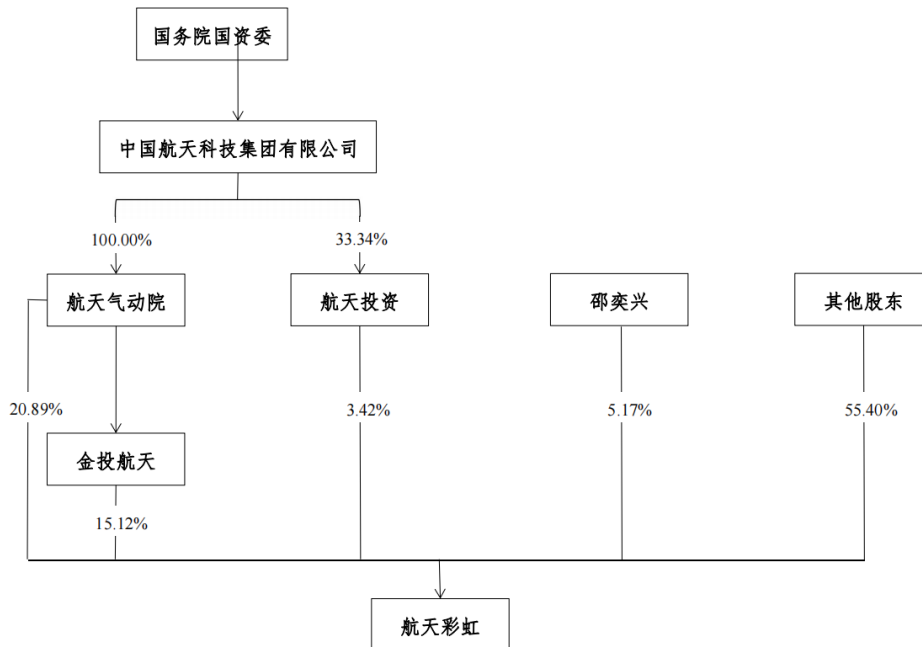 国务院国资委
中国航天科技集团有限公司
100.00%
33.34%
航天气动院
航天投资
邵奕兴
其他股东
20.89%
3.42%
5.17%
55.40%
金投航天
15.12%
航天彩虹